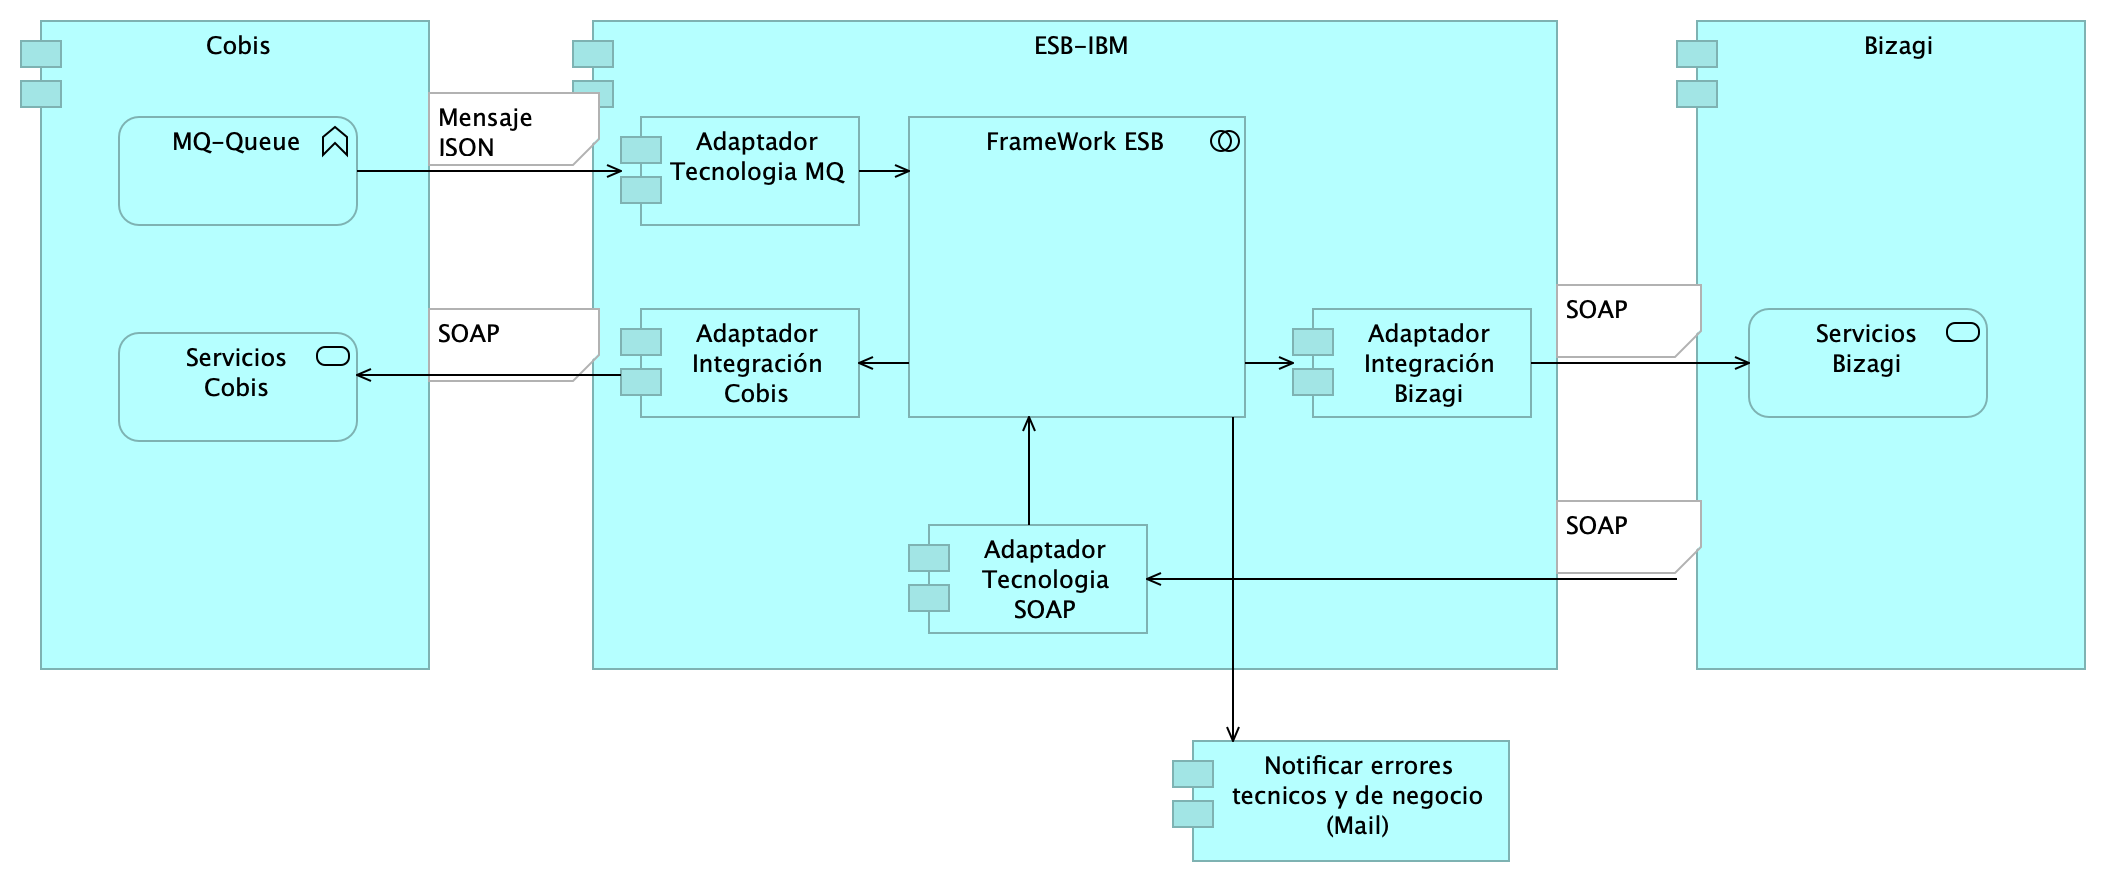 Cobis
ESB-IBM
Bizagi
Mensaje
ISON
MQ-Queue
Adaptador
Tecnologia MQ
FrameWork ESB
SOAP
Servicios
Cobis
Adaptador
Integración
Cobis
Adaptador
Integración
Bizagi
SOAP
Servicios
Bizagi
SOAP
Adaptador
Tecnologia
SOAP
Notificar errores
tecnicos y de negocio
(Mail)